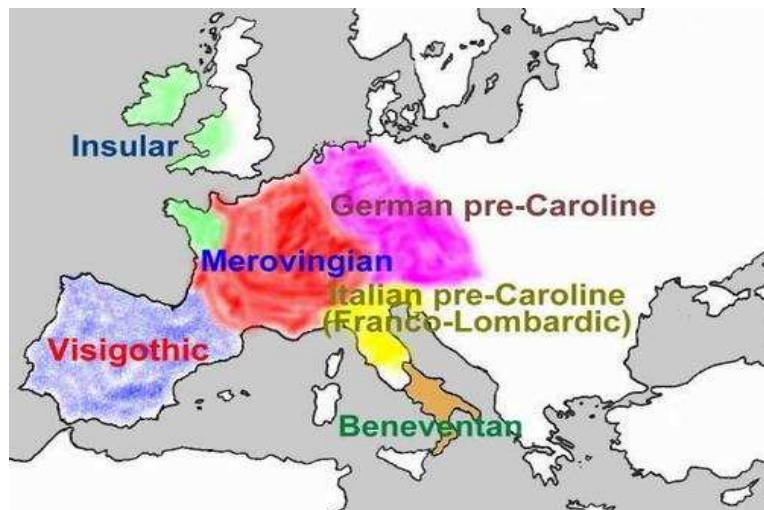 Insular
German pre-Caroline
Merovingian
Italian pre-Caroline
(Franco-Lombardic)
Visigothic
Beneventan